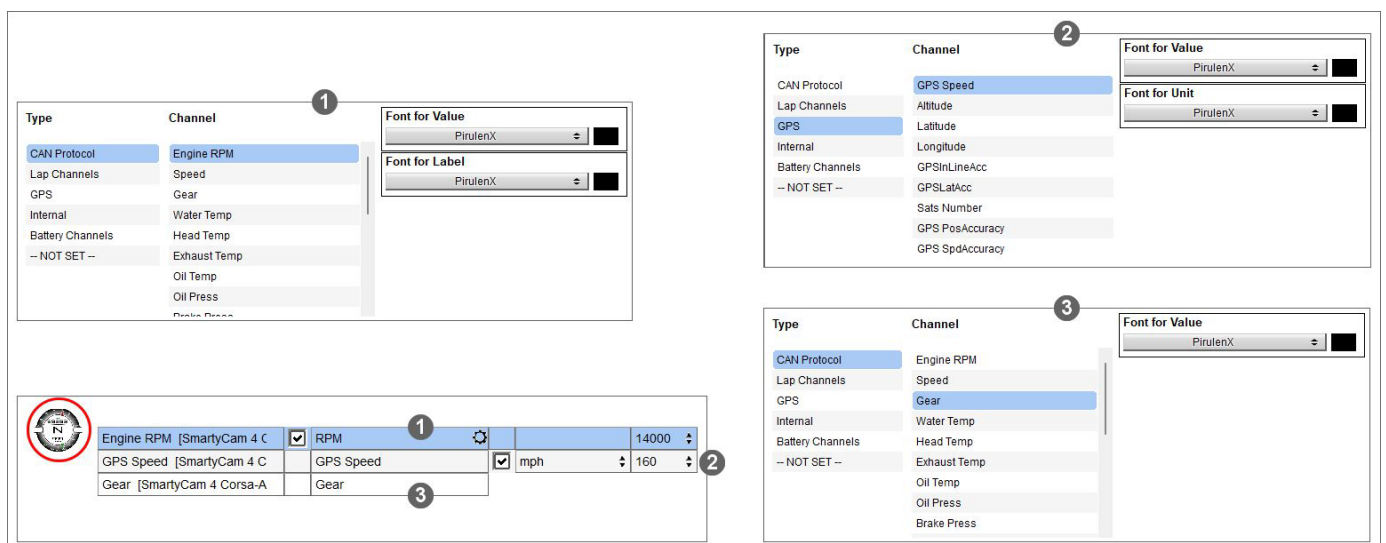 1
Type Channel Font for Value
PirulenX
CAN Protocol Engine RPM
Font for Label
Lap Channels Speed
PirulenX
GPS Gear
Internal Water Temp
Battery Channels Head Temp
-- NOT SET -- Exhaust Temp
Oil Temp
Oil Press
Brake Press
2
Type Channel Font for Value
PirulenX
CAN Protocol GPS Speed
Font for Unit
Lap Channels Altitude
PirulenX
GPS Latitude
Internal Longitude
Battery Channels GPSInLineAcc
-- NOT SET -- GPSLatAcc
Sats Number
GPS PosAccuracy
GPS SpdAccuracy
N
Engine RPM [SmartyCam 4 C RPM 1 14000
GPS Speed [SmartyCam 4 C GPS Speed mph 160 2
Gear [SmartyCam 4 Corsa-A Gear 3
3
Type Channel Font for Value
PirulenX
CAN Protocol Engine RPM
Lap Channels Speed
GPS Gear
Internal Water Temp
Battery Channels Head Temp
-- NOT SET -- Exhaust Temp
Oil Temp
Oil Press
Brake Press